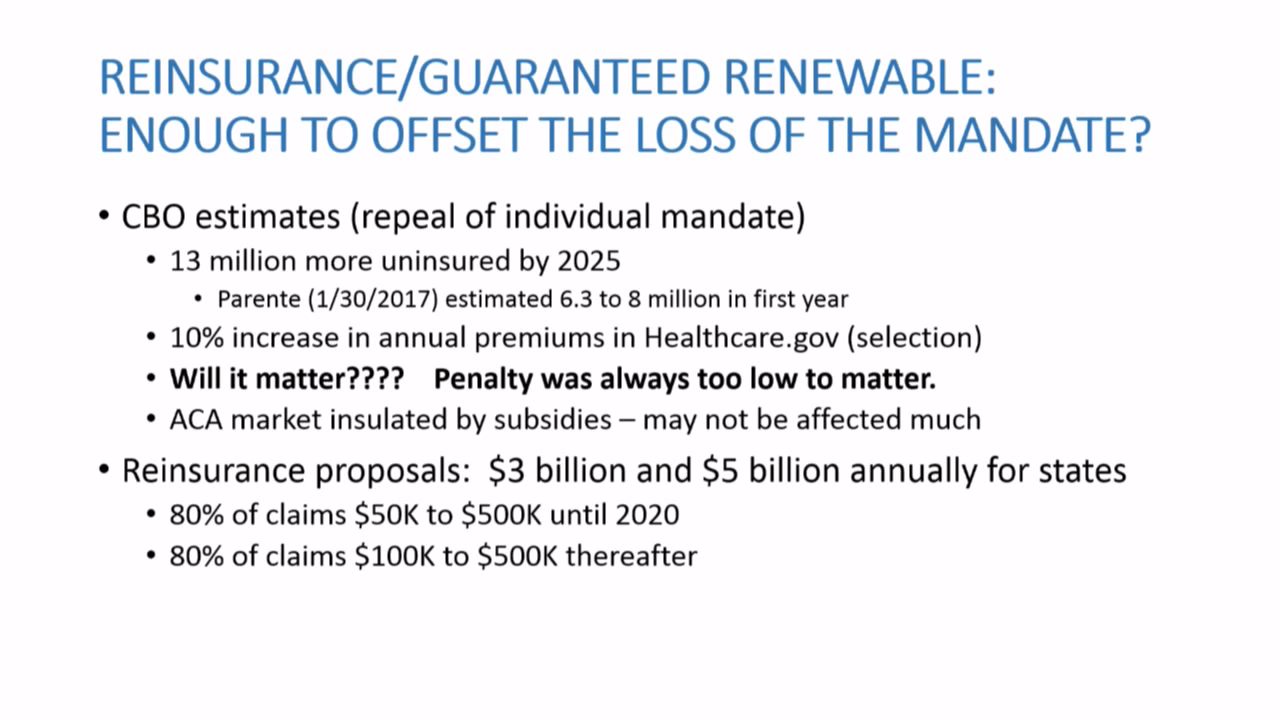 REINSURANCE/GUARANTEED RENEWABLE:
ENOUGH TO OFFSET THE LOSS OF THE MANDATE?
• CBO estimates (repeal of individual mandate)
• 13 million more uninsured by 2025
• Parente (1/30/2017) estimated 6.3 to 8 million in first year
• 10% increase in annual premiums in Healthcare.gov (selection)
• Will it matter???? Penalty was always too low to matter.
• ACA market insulated by subsidies – may not be affected much
• Reinsurance proposals: $3 billion and $5 billion annually for states
• 80% of claims $50K to $500K until 2020
• 80% of claims $100K to $500K thereafter